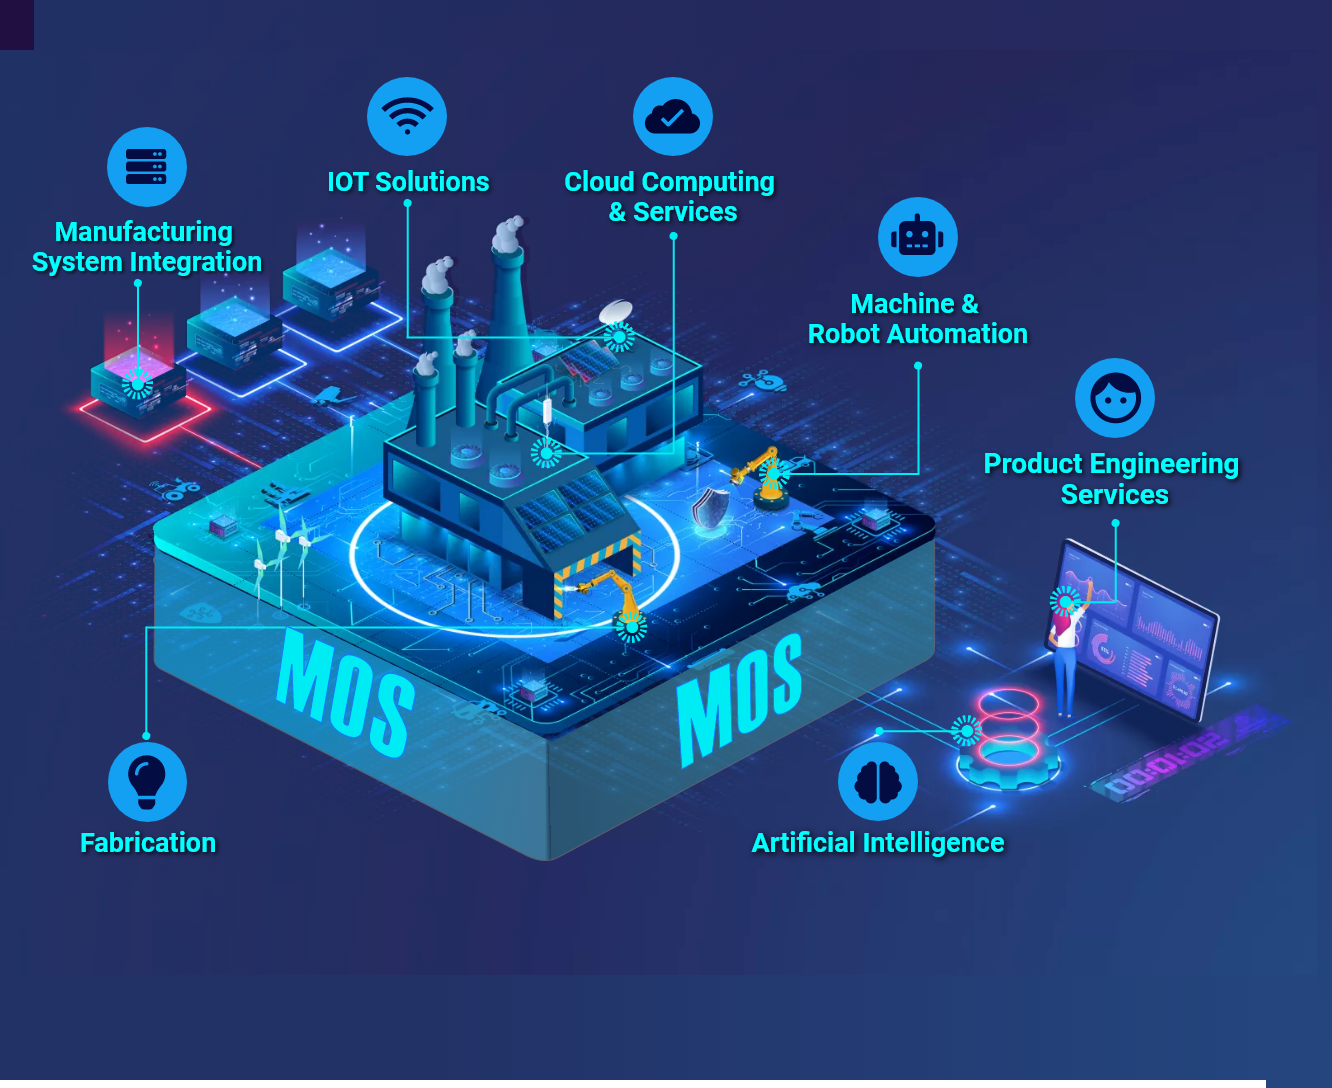 IOT Solutions
Cloud Computing
& Services
Manufacturing
System Integration
Machine &
Robot Automation
Product Engineering
Services
MOS
MOS
00:01:02
Fabrication
Artificial Intelligence